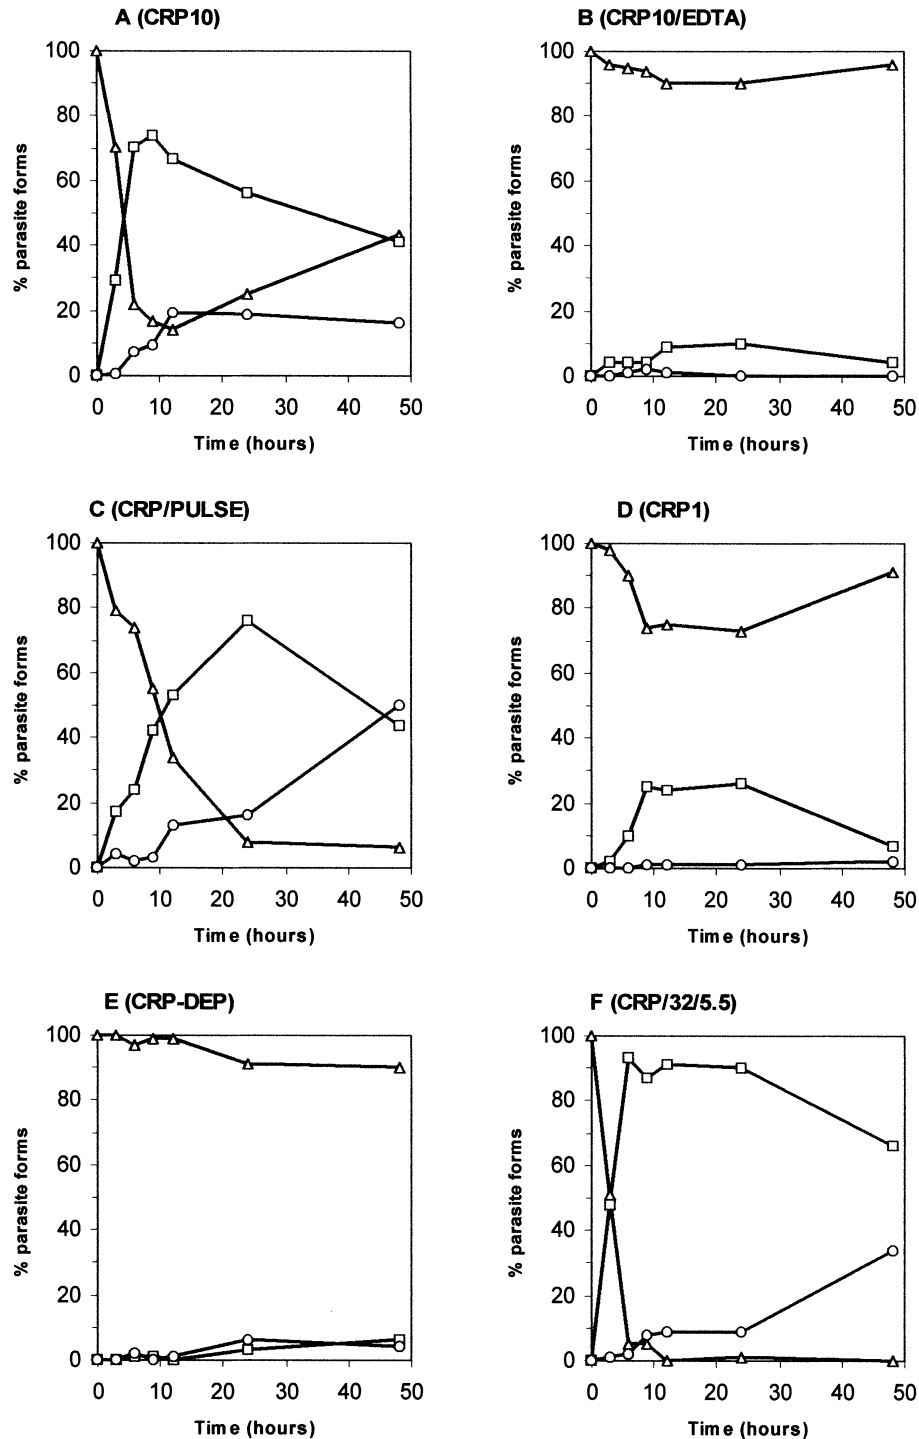 A (CRP10)
B (CRP10/EDTA)
100
80
60
40
20
0
% parasite forms
0 10 20 30 40 50
Time (hours)
100
80
60
40
20
0
% parasite forms
0 10 20 30 40 50
Time (hours)
C (CRP/PULSE)
D (CRP1)
100
80
60
40
20
0
% parasite forms
0 10 20 30 40 50
Time (hours)
100
80
60
40
20
0
% parasite forms
0 10 20 30 40 50
Time (hours)
E (CRP-DEP)
F (CRP/32/5.5)
100
80
60
40
20
0
% parasite forms
0 10 20 30 40 50
Time (hours)
100
80
60
40
20
0
% parasite forms
0 10 20 30 40 50
Time (hours)